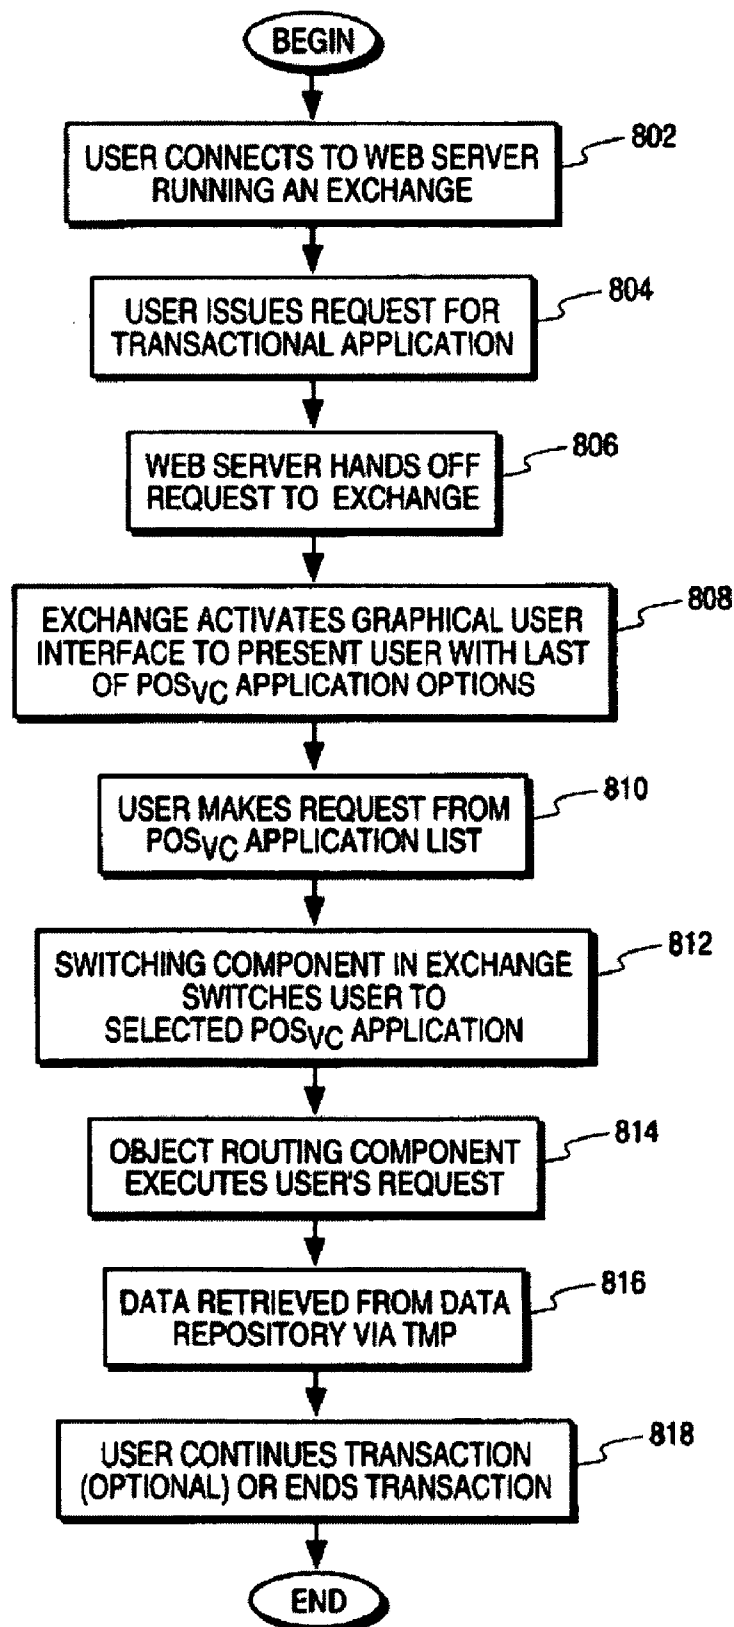 BEGIN
USER CONNECTS TO WEB SERVER
RUNNING AN EXCHANGE
802
USER ISSUES REQUEST FOR
TRANSACTIONAL APPLICATION
804
WEB SERVER HANDS OFF
REQUEST TO EXCHANGE
806
EXCHANGE ACTIVATES GRAPHICAL USER
INTERFACE TO PRESENT USER WITH LAST
OF POSVC APPLICATION OPTIONS
808
USER MAKES REQUEST FROM
POSVC APPLICATION LIST
810
SWITCHING COMPONENT IN EXCHANGE
SWITCHES USER TO
SELECTED POSVC APPLICATION
812
OBJECT ROUTING COMPONENT
EXECUTES USER'S REQUEST
814
DATA RETRIEVED FROM DATA
REPOSITORY VIA TMP
816
USER CONTINUES TRANSACTION
(OPTIONAL) OR ENDS TRANSACTION
818
END